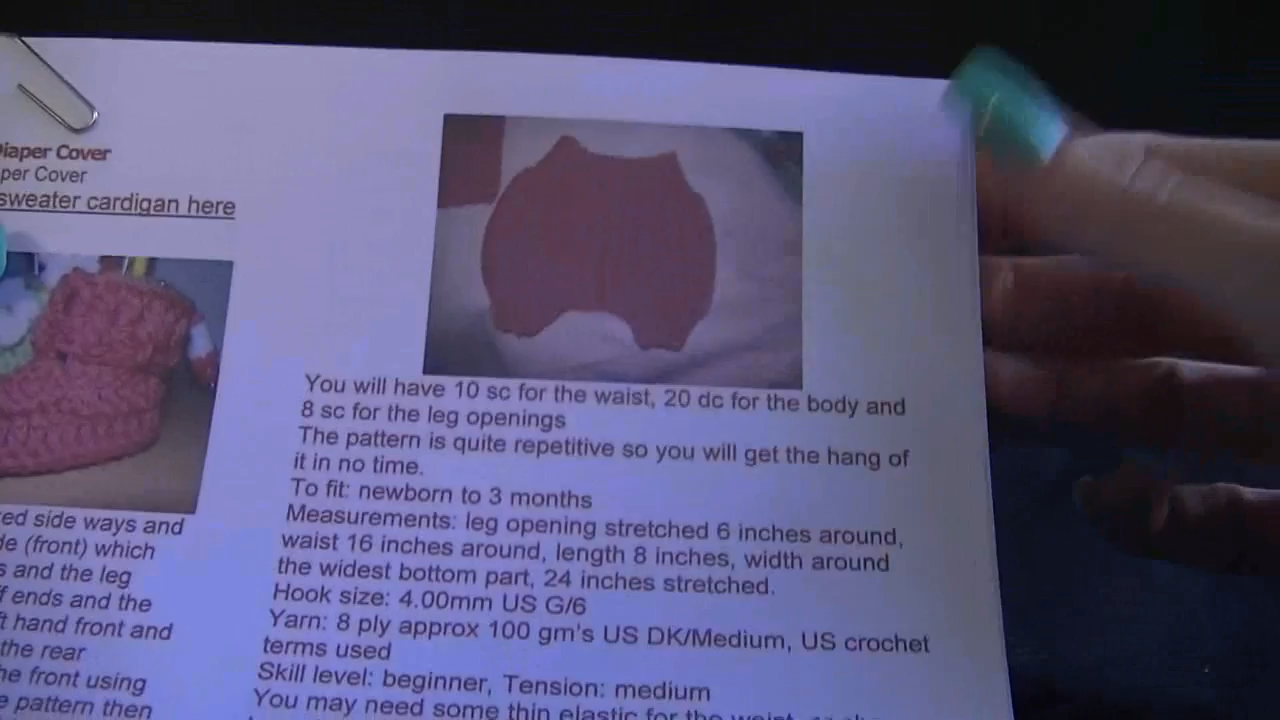 Diaper Cover
per Cover
sweater cardigan here
ed side ways and
de (front) which
s and the leg
f ends and the
t hand front and
the rear
he front using
e pattern then
You will have 10 sc for the waist, 20 dc for the body and
8 sc for the leg openings
The pattern is quite repetitive so you will get the hang of
it in no time.
To fit: newborn to 3 months
Measurements: leg opening stretched 6 inches around,
waist 16 inches around, length 8 inches, width around
the widest bottom part, 24 inches stretched.
Hook size: 4.00mm US G/6
Yarn: 8 ply approx 100 gm's US DK/Medium, US crochet
terms used
Skill level: beginner, Tension: medium
You may need some thin elastic for the waist,